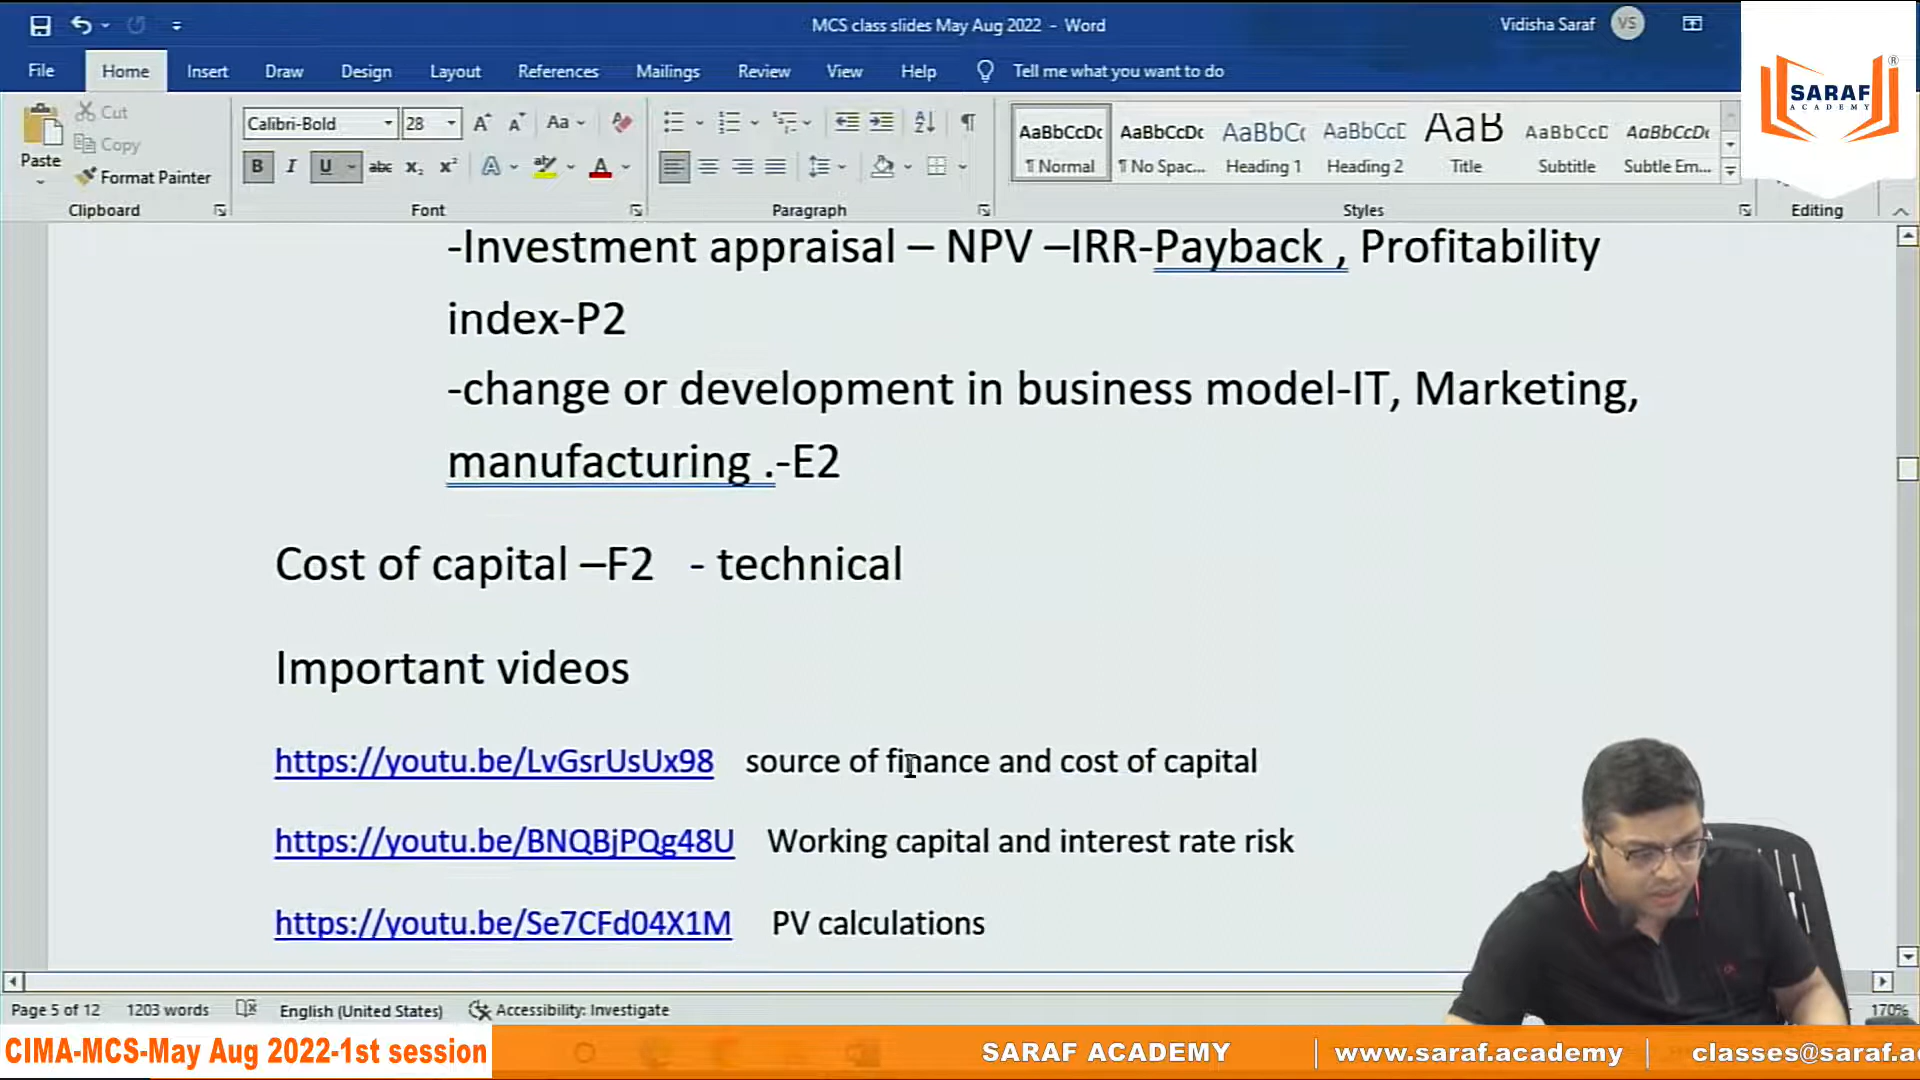 MCS class slides May Aug 2022 - Word
Vidisha Saraf VS
SARAF
ACADEMY
®
File Home Insert Draw Design Layout References Mailings Review View Help Tell me what you want to do
Paste
Cut
Copy
Format Painter
Clipboard
Calibri-Bold 28
Font
Paragraph
AaBbCcDc AaBbCcDc AaBbC( AaBbCcC AaB AaBbCcD AaBbCcDc
¶ Normal ¶ No Spac... Heading 1 Heading 2 Title Subtitle Subtle Em...
Styles
Editing
-Investment appraisal – NPV –IRR-Payback , Profitability
index-P2
-change or development in business model-IT, Marketing,
manufacturing .-E2
Cost of capital –F2 - technical
Important videos
https://youtu.be/LvGsrUsUx98 source of finance and cost of capital
https://youtu.be/BNQBjPQg48U Working capital and interest rate risk
https://youtu.be/Se7CFd04X1M PV calculations
Page 5 of 12 1203 words English (United States) Accessibility: Investigate 170%
CIMA-MCS-May Aug 2022-1st session
SARAF ACADEMY | www.saraf.academy | classes@saraf.a